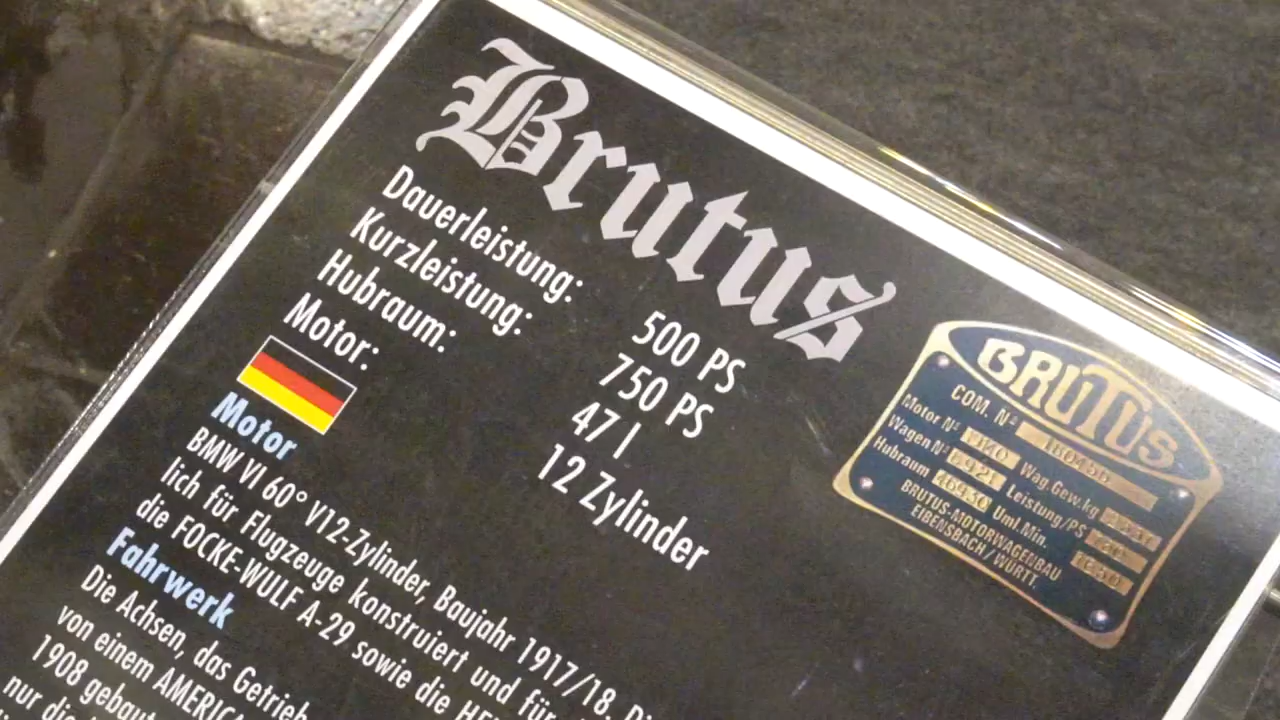 Brutus
Dauerleistung: 500 PS
Kurzleistung: 750 PS
Hubraum: 47 l
Motor: 12 Zylinder
Motor
BMW VI 60° V12-Zylinder, Baujahr 1917/18.
lich für Flugzeuge konstruiert und für
die FOCKE-WULF A-29 sowie die
Fahrwerk
Die Achsen, das
von einem
1908
nur die
BRUTUS
COM. Nº
Motor Nº Wag.Gew.kg
Wagen Nº Leistung/PS
Hubraum Uml.Min.
BRUTUS-MOTORWAGENBAU
EIBENSBACH/WÜRTT.